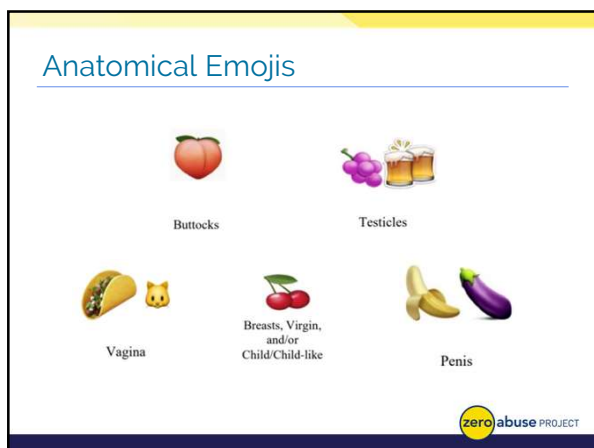 Anatomical Emojis
Buttocks
Testicles
Vagina
Breasts, Virgin,
and/or
Child/Child-like
Penis
zero abuse PROJECT